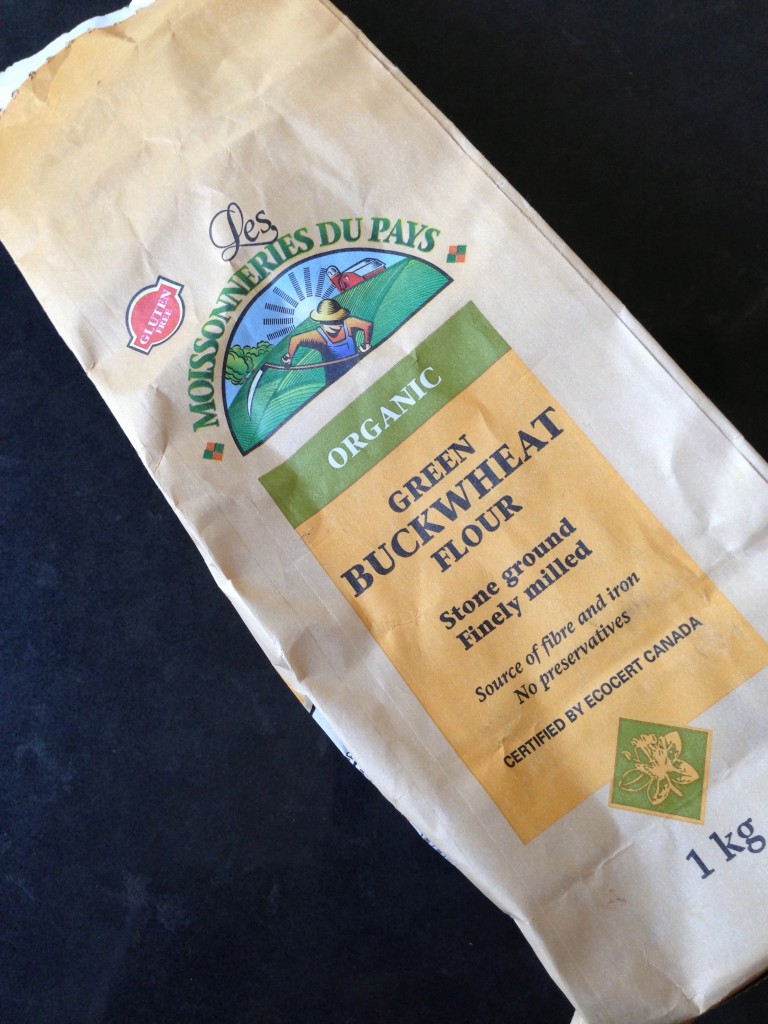 Les
MOISSONNERIES DU PAYS
GLUTEN
FREE
ORGANIC
GREEN
BUCKWHEAT
FLOUR
Stone ground
Finely milled
Source of fibre and iron
No preservatives
CERTIFIED BY ECOCERT CANADA
1 kg